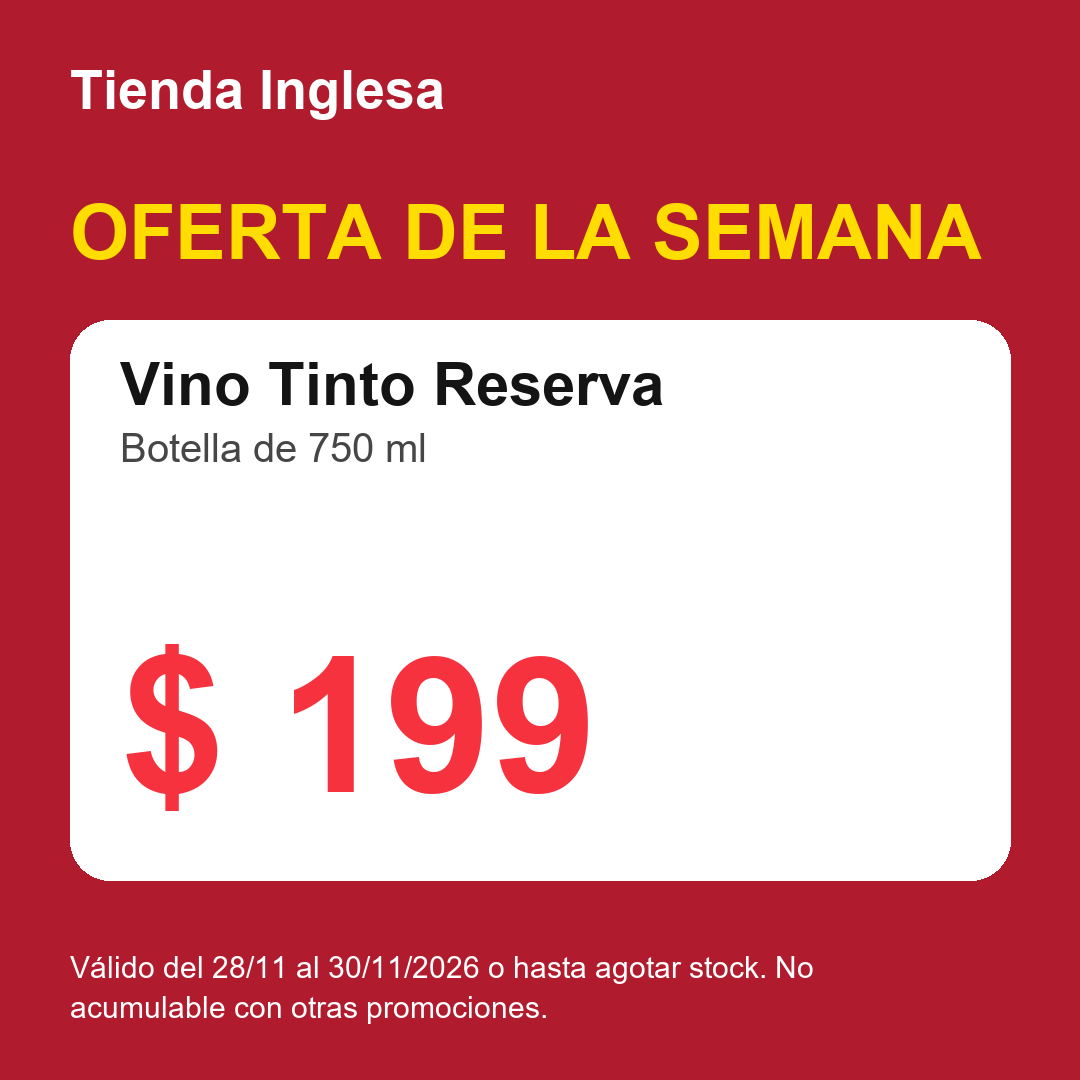 Tienda Inglesa
OFERTA DE LA SEMANA
Vino Tinto Reserva
Botella de 750 ml
$ 199
Válido del 28/11 al 30/11/2026 o hasta agotar stock. No
acumulable con otras promociones.